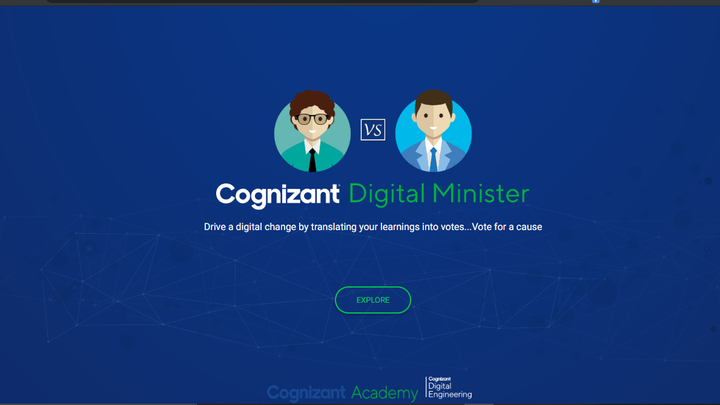 VS
Cognizant Digital Minister
Drive a digital change by translating your learnings into votes...Vote for a cause
EXPLORE
Cognizant Academy
Cognizant
Digital
Engineering